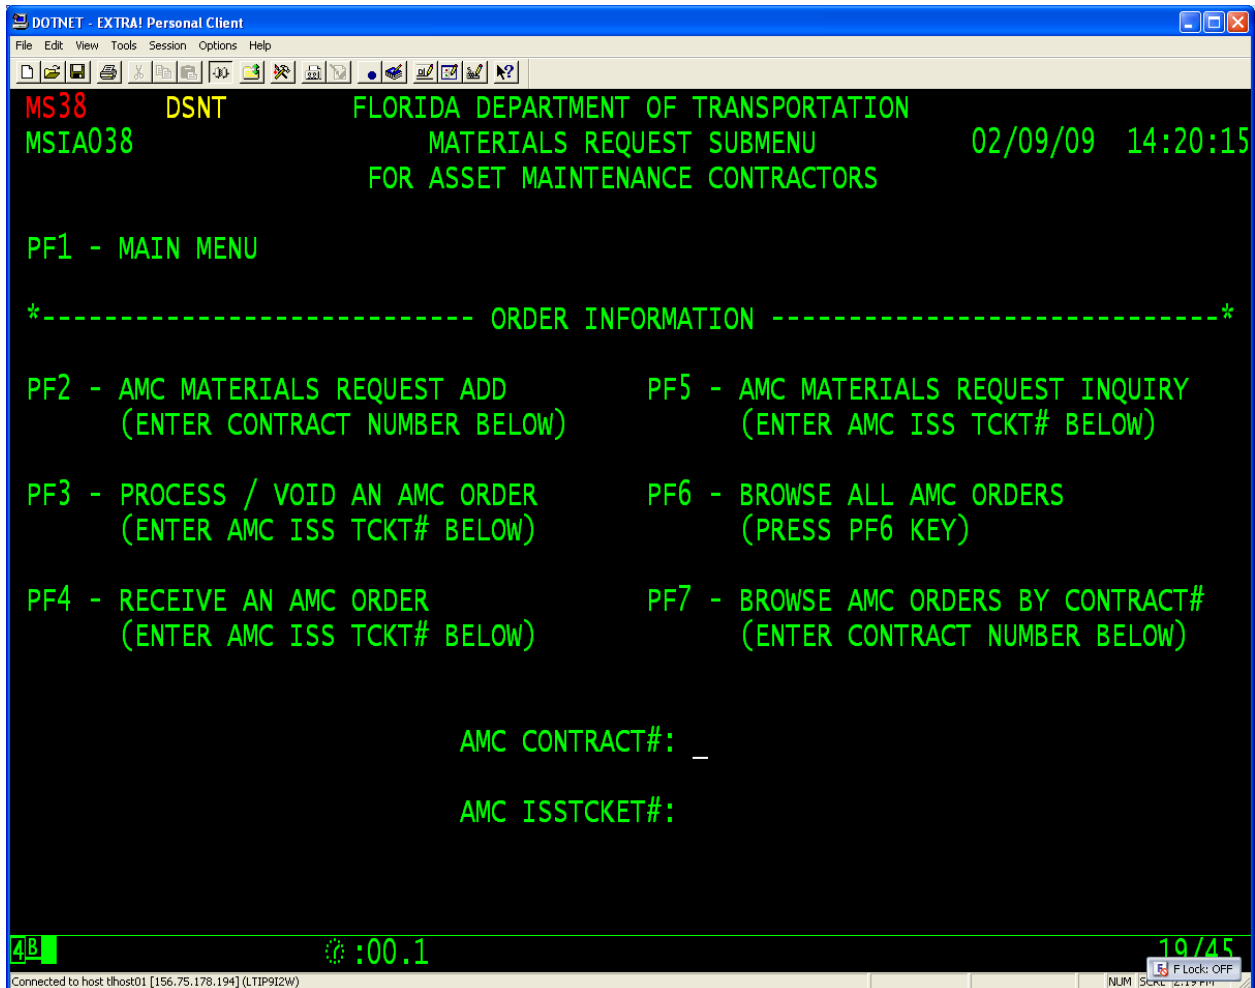 DOTNET - EXTRA! Personal Client
File Edit View Tools Session Options Help
MS38 DSNT FLORIDA DEPARTMENT OF TRANSPORTATION
MSIA038 MATERIALS REQUEST SUBMENU 02/09/09 14:20:15
FOR ASSET MAINTENANCE CONTRACTORS
PF1 - MAIN MENU
*---------------------------- ORDER INFORMATION -----------------------------*
PF2 - AMC MATERIALS REQUEST ADD PF5 - AMC MATERIALS REQUEST INQUIRY
(ENTER CONTRACT NUMBER BELOW) (ENTER AMC ISS TCKT# BELOW)
PF3 - PROCESS / VOID AN AMC ORDER PF6 - BROWSE ALL AMC ORDERS
(ENTER AMC ISS TCKT# BELOW) (PRESS PF6 KEY)
PF4 - RECEIVE AN AMC ORDER PF7 - BROWSE AMC ORDERS BY CONTRACT#
(ENTER AMC ISS TCKT# BELOW) (ENTER CONTRACT NUMBER BELOW)
AMC CONTRACT#: _
AMC ISSTCKET#:
4B :00.1 19/45
F Lock: OFF
Connected to host tlhost01 [156.75.178.194] (LTIP9I2W) NUM